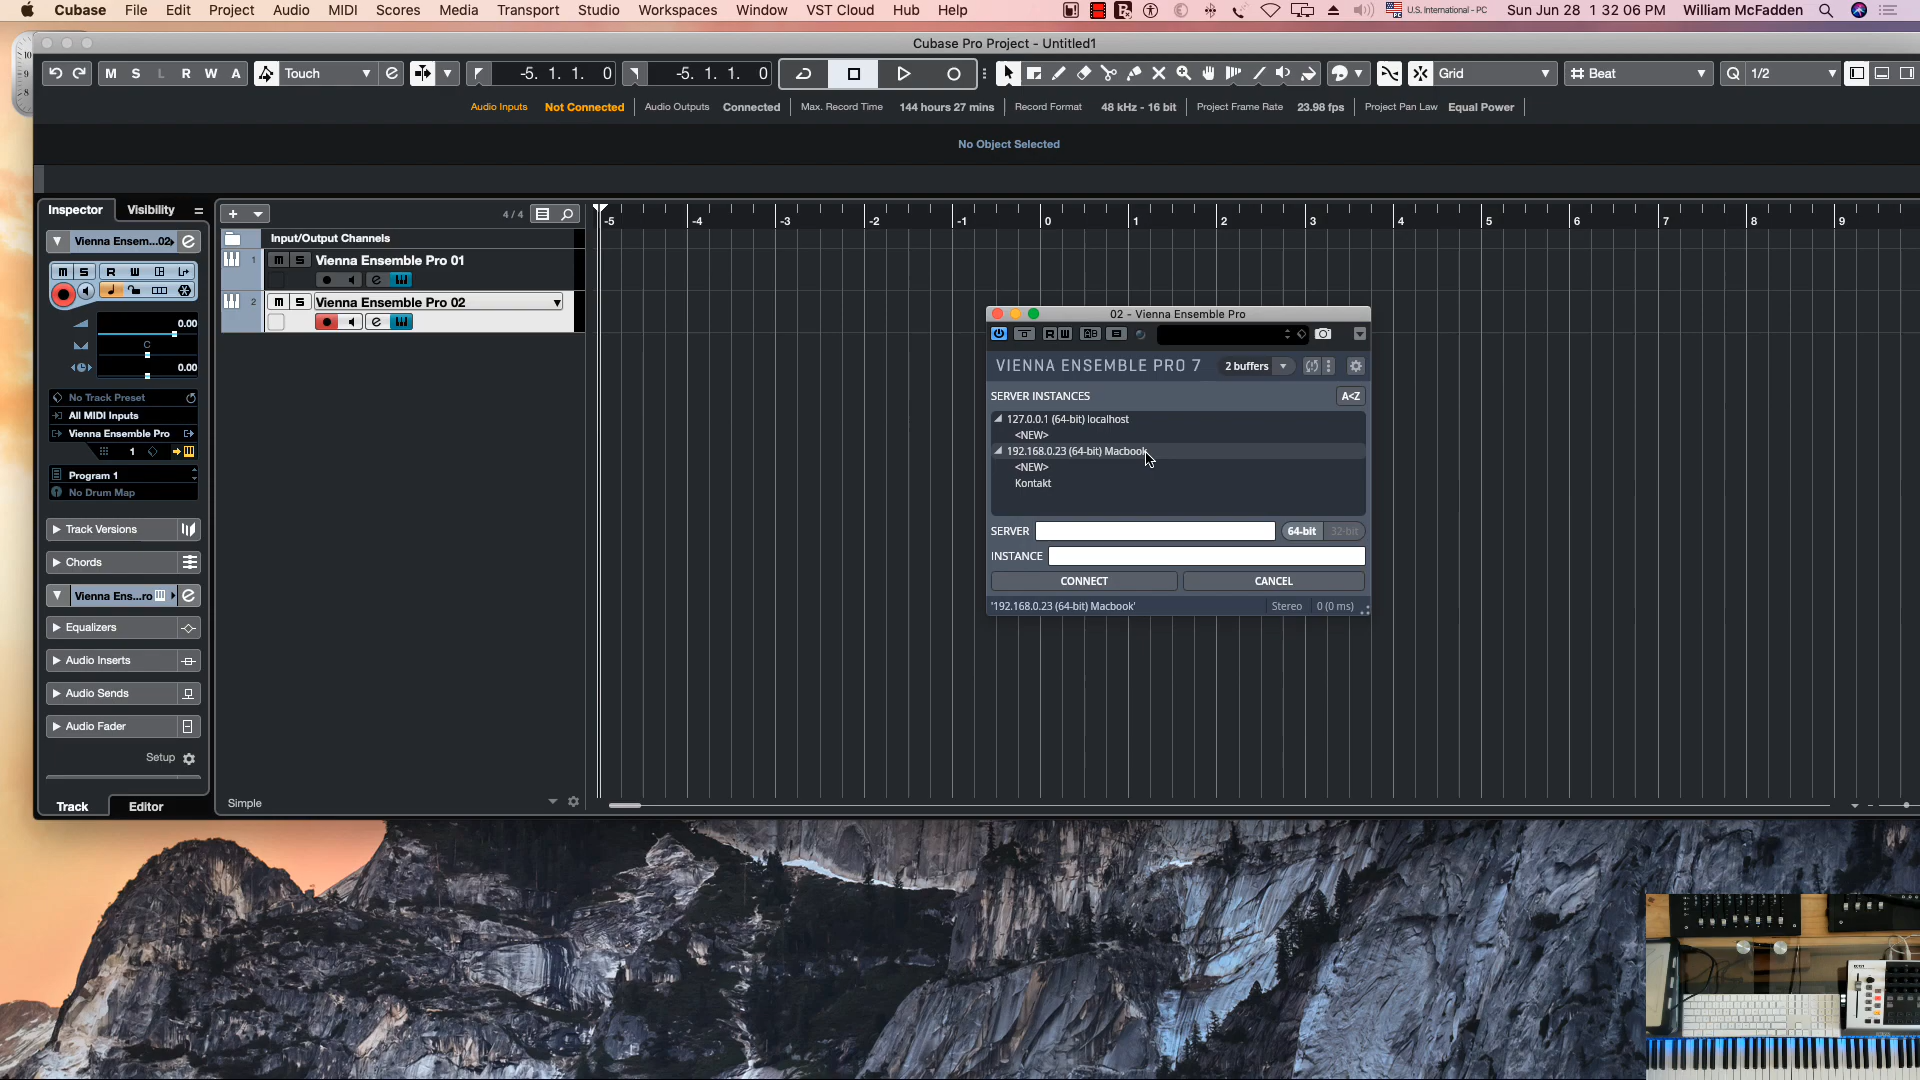 Cubase File Edit Project Audio MIDI Scores Media Transport Studio Workspaces Window VST Cloud Hub Help U.S. International - PC Sun Jun 28 1 32 06 PM William McFadden
Cubase Pro Project - Untitled1
M S L R W A Touch -5. 1. 1. 0 -5. 1. 1. 0 Grid Beat Q 1/2
Audio Inputs Not Connected Audio Outputs Connected Max. Record Time 144 hours 27 mins Record Format 48 kHz - 16 bit Project Frame Rate 23.98 fps Project Pan Law Equal Power
No Object Selected
Inspector Visibility
4 / 4
-5 -4 -3 -2 -1 0 1 2 3 4 5 6 7 8 9
Vienna Ensem...02
Input/Output Channels
1 m S Vienna Ensemble Pro 01
2 m S Vienna Ensemble Pro 02
M S R W
0.00
C
0.00
No Track Preset
All MIDI Inputs
Vienna Ensemble Pro
1
Program 1
No Drum Map
Track Versions
Chords
Vienna Ens...ro
Equalizers
Audio Inserts
Audio Sends
Audio Fader
Setup
Track Editor
Simple
02 - Vienna Ensemble Pro
R W
VIENNA ENSEMBLE PRO 7 2 buffers
SERVER INSTANCES A<Z
127.0.0.1 (64-bit) localhost
<NEW>
192.168.0.23 (64-bit) Macbook
<NEW>
Kontakt
SERVER 64-bit 32-bit
INSTANCE
CONNECT CANCEL
'192.168.0.23 (64-bit) Macbook' Stereo 0 (0 ms)